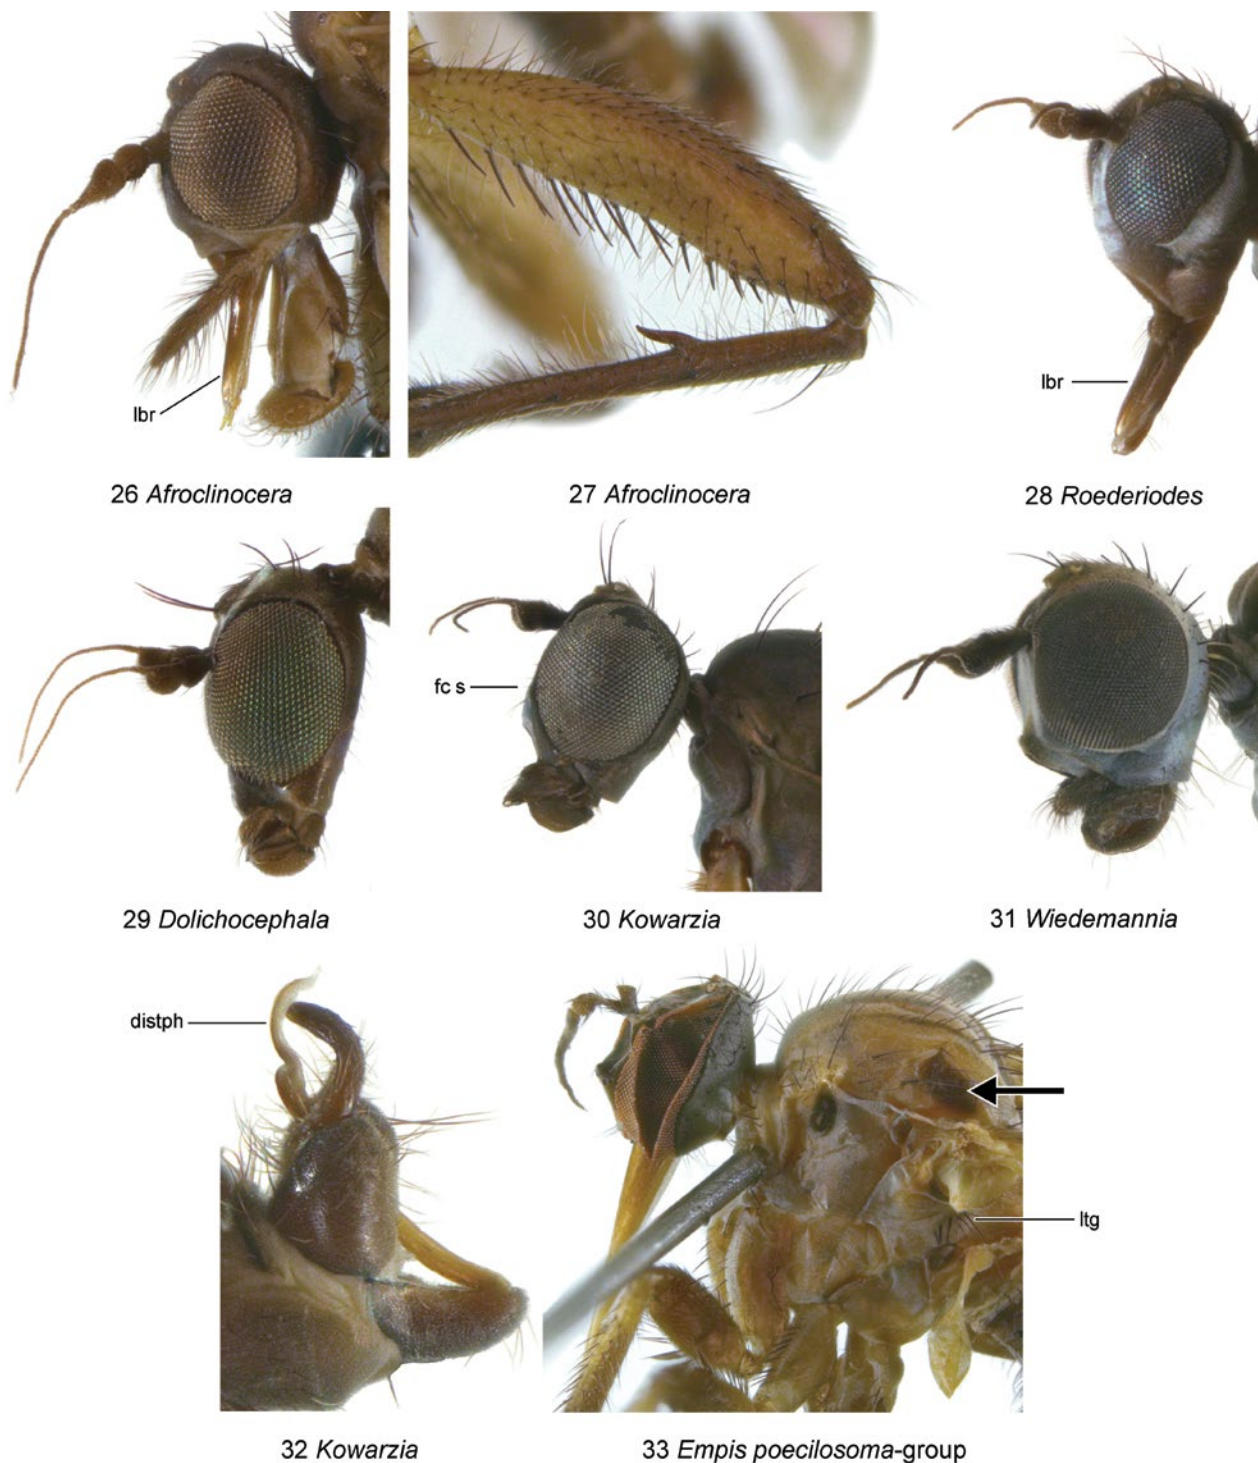 lbr
lbr
26 Afroclinocera
27 Afroclinocera
28 Roederiodes
fc s
29 Dolichocephala
30 Kowarzia
31 Wiedemannia
distph
ltg
32 Kowarzia
33 Empis poecilosoma-group